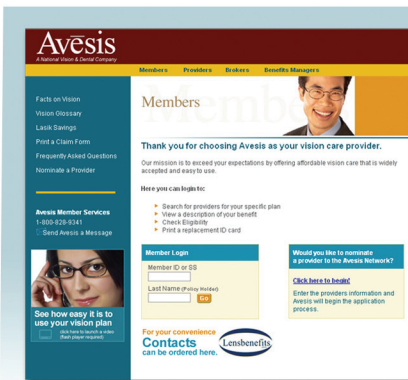 Avēsis
A National Vision & Dental Company
Members Providers Brokers Benefits Managers
Facts on Vision
Vision Glossary
Lasik Savings
Print a Claim Form
Frequently Asked Questions
Nominate a Provider
Avesis Member Services
1-800-828-9341
Send Avesis a Message
See how easy it is to
use your vision plan
click here to launch a video
(flash player required)
Members
Thank you for choosing Avesis as your vision care provider.
Our mission is to exceed your expectations by offering affordable vision care that is widely
accepted and easy to use.
Here you can login to:
Search for providers for your specific plan
View a description of your benefit
Check Eligibility
Print a replacement ID card
Member Login
Member ID or SS
Last Name (Policy Holder)
Go
Would you like to nominate
a provider to the Avesis Network?
Click here to begin!
Enter the providers information and
Avesis will begin the application
process.
For your convenience
Contacts
can be ordered here.
Lensbenefits